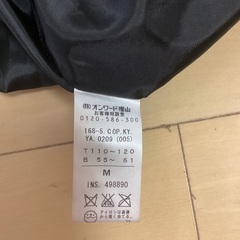 ㈱オンワード樫山
お客様相談室
0120-586-300
168-S.COP.KY.
YA 0209 (005)
T110~120
B 55~ 61
M
INS. 498890